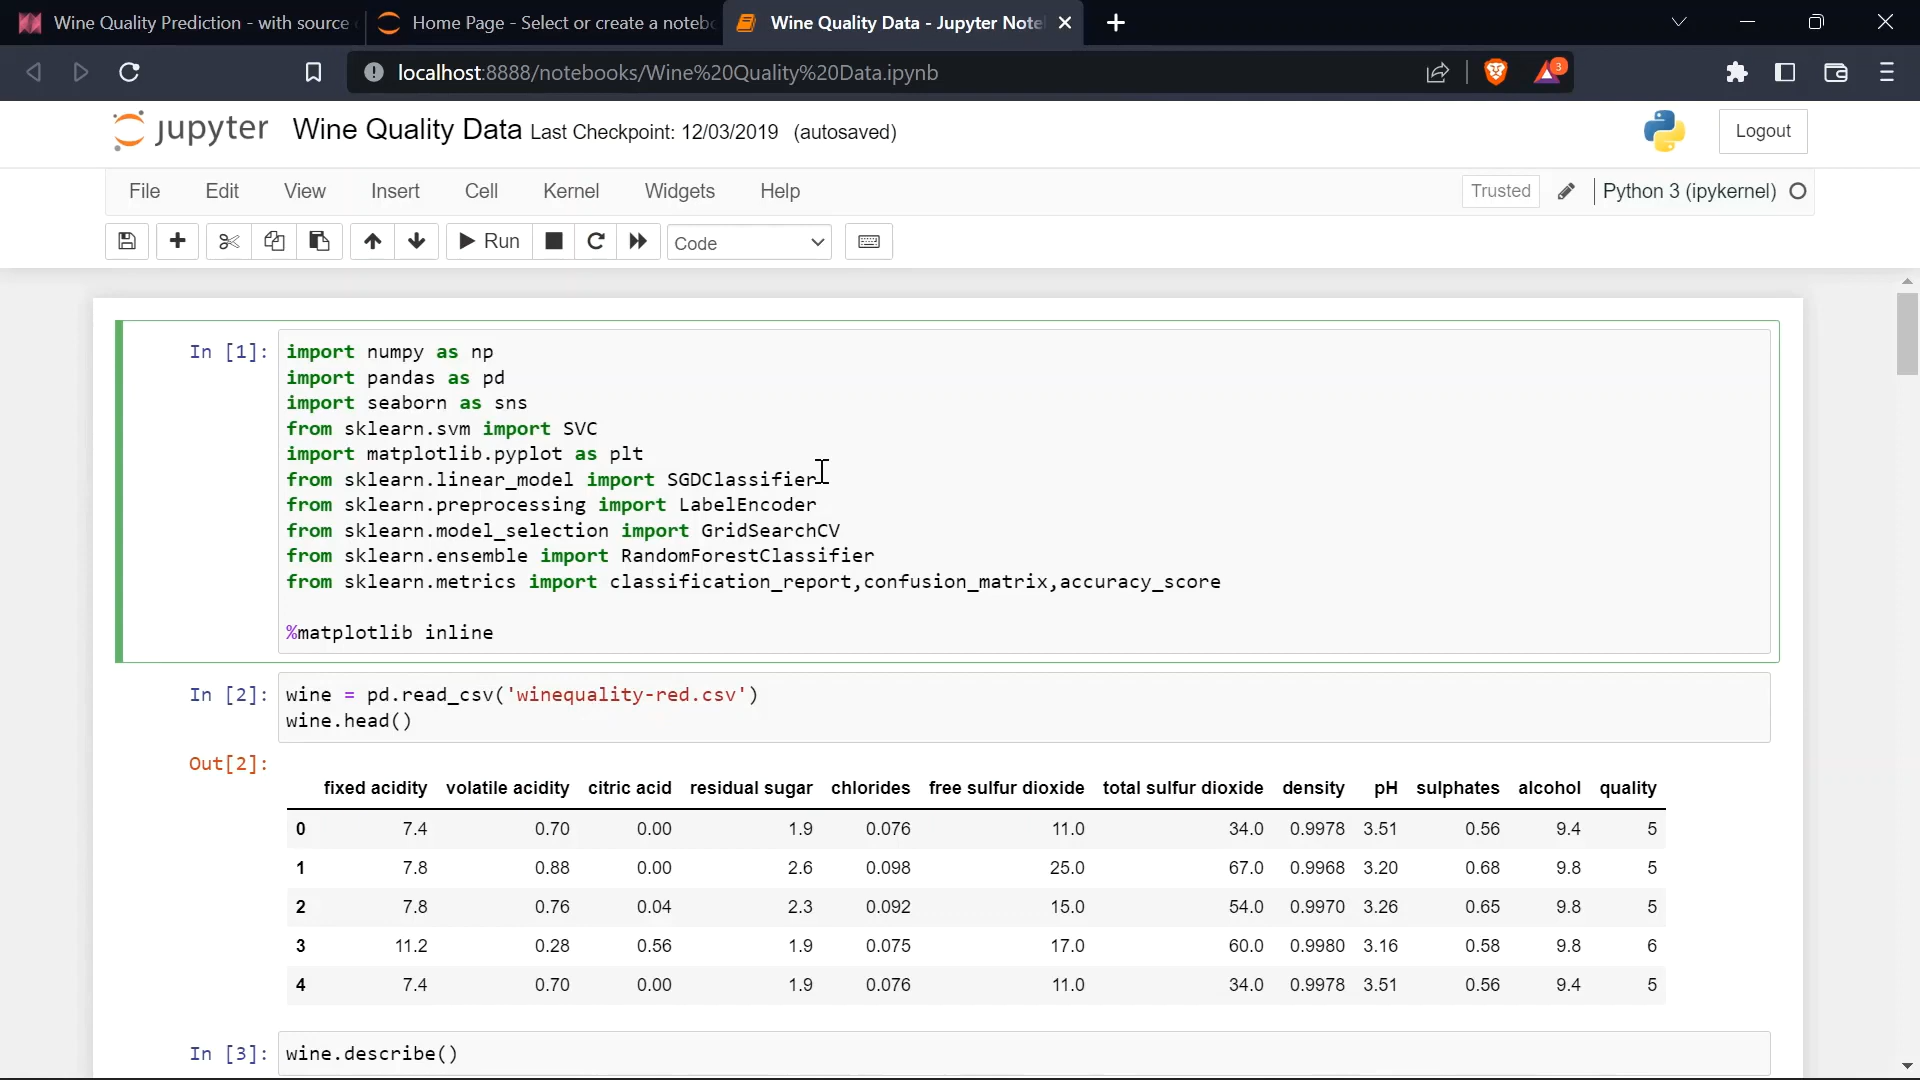 Wine Quality Prediction - with source
Home Page - Select or create a noteb
Wine Quality Data - Jupyter Note
localhost:8888/notebooks/Wine%20Quality%20Data.ipynb
3
jupyter Wine Quality Data Last Checkpoint: 12/03/2019 (autosaved)
Logout
File Edit View Insert Cell Kernel Widgets Help
Trusted Python 3 (ipykernel)
Run Code
In [1]: import numpy as np
import pandas as pd
import seaborn as sns
from sklearn.svm import SVC
import matplotlib.pyplot as plt
from sklearn.linear_model import SGDClassifier
from sklearn.preprocessing import LabelEncoder
from sklearn.model_selection import GridSearchCV
from sklearn.ensemble import RandomForestClassifier
from sklearn.metrics import classification_report,confusion_matrix,accuracy_score
%matplotlib inline
In [2]: wine = pd.read_csv('winequality-red.csv')
wine.head()
Out[2]:
fixed acidity volatile acidity citric acid residual sugar chlorides free sulfur dioxide total sulfur dioxide density pH sulphates alcohol quality
0 7.4 0.70 0.00 1.9 0.076 11.0 34.0 0.9978 3.51 0.56 9.4 5
1 7.8 0.88 0.00 2.6 0.098 25.0 67.0 0.9968 3.20 0.68 9.8 5
2 7.8 0.76 0.04 2.3 0.092 15.0 54.0 0.9970 3.26 0.65 9.8 5
3 11.2 0.28 0.56 1.9 0.075 17.0 60.0 0.9980 3.16 0.58 9.8 6
4 7.4 0.70 0.00 1.9 0.076 11.0 34.0 0.9978 3.51 0.56 9.4 5
In [3]: wine.describe()